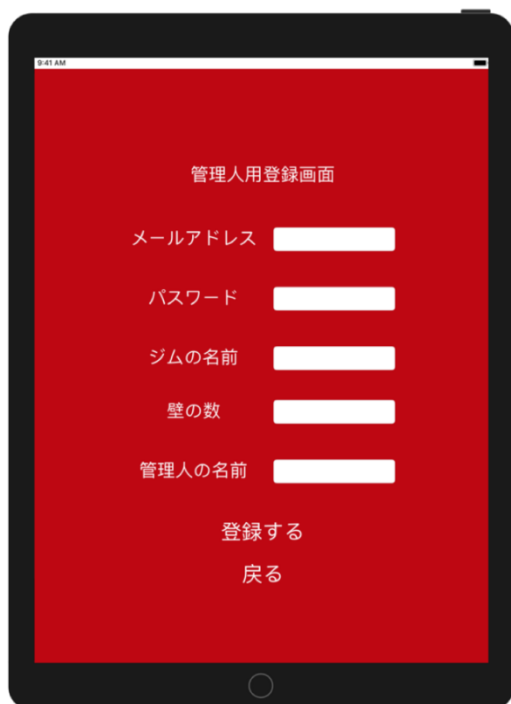 9:41 AM
管理人用登録画面
メールアドレス
パスワード
ジムの名前
壁の数
管理人の名前
登録する
戻る